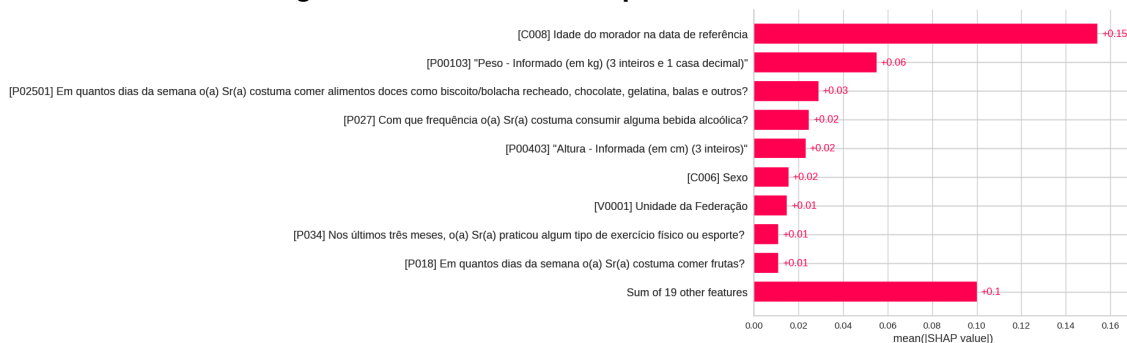 [C008] Idade do morador na data de referência
+0.15
[P00103] "Peso - Informado (em kg) (3 inteiros e 1 casa decimal)"
+0.06
[P02501] Em quantos dias da semana o(a) Sr(a) costuma comer alimentos doces como biscoito/bolacha recheado, chocolate, gelatina, balas e outros?
+0.03
[P027] Com que frequência o(a) Sr(a) costuma consumir alguma bebida alcoólica?
+0.02
[P00403] "Altura - Informada (em cm) (3 inteiros)"
+0.02
[C006] Sexo
+0.02
[V0001] Unidade da Federação
+0.01
[P034] Nos últimos três meses, o(a) Sr(a) praticou algum tipo de exercício físico ou esporte?
+0.01
[P018] Em quantos dias da semana o(a) Sr(a) costuma comer frutas?
+0.01
Sum of 19 other features
+0.1
0.00 0.02 0.04 0.06 0.08 0.10 0.12 0.14 0.16
mean(|SHAP value|)